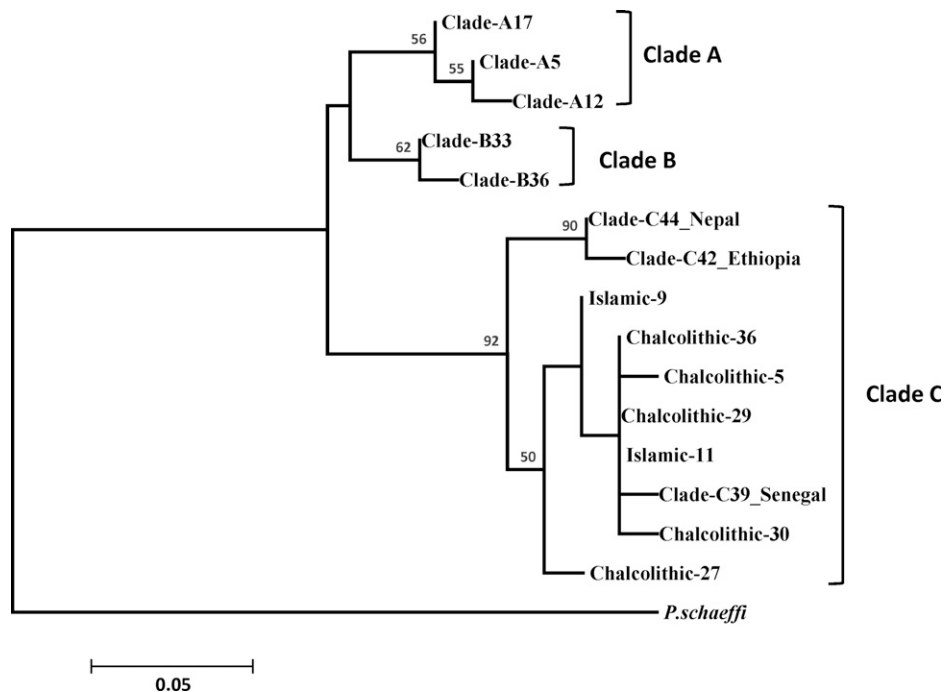 Clade-A17
56
Clade A
55
Clade-A5
Clade-A12
Clade-B33
62
Clade B
Clade-B36
90
Clade-C44_Nepal
Clade-C42_Ethiopia
Islamic-9
92
Chalcolithic-36
Chalcolithic-5
Clade C
Chalcolithic-29
50
Islamic-11
Clade-C39_Senegal
Chalcolithic-30
Chalcolithic-27
P.schaeffi
0.05